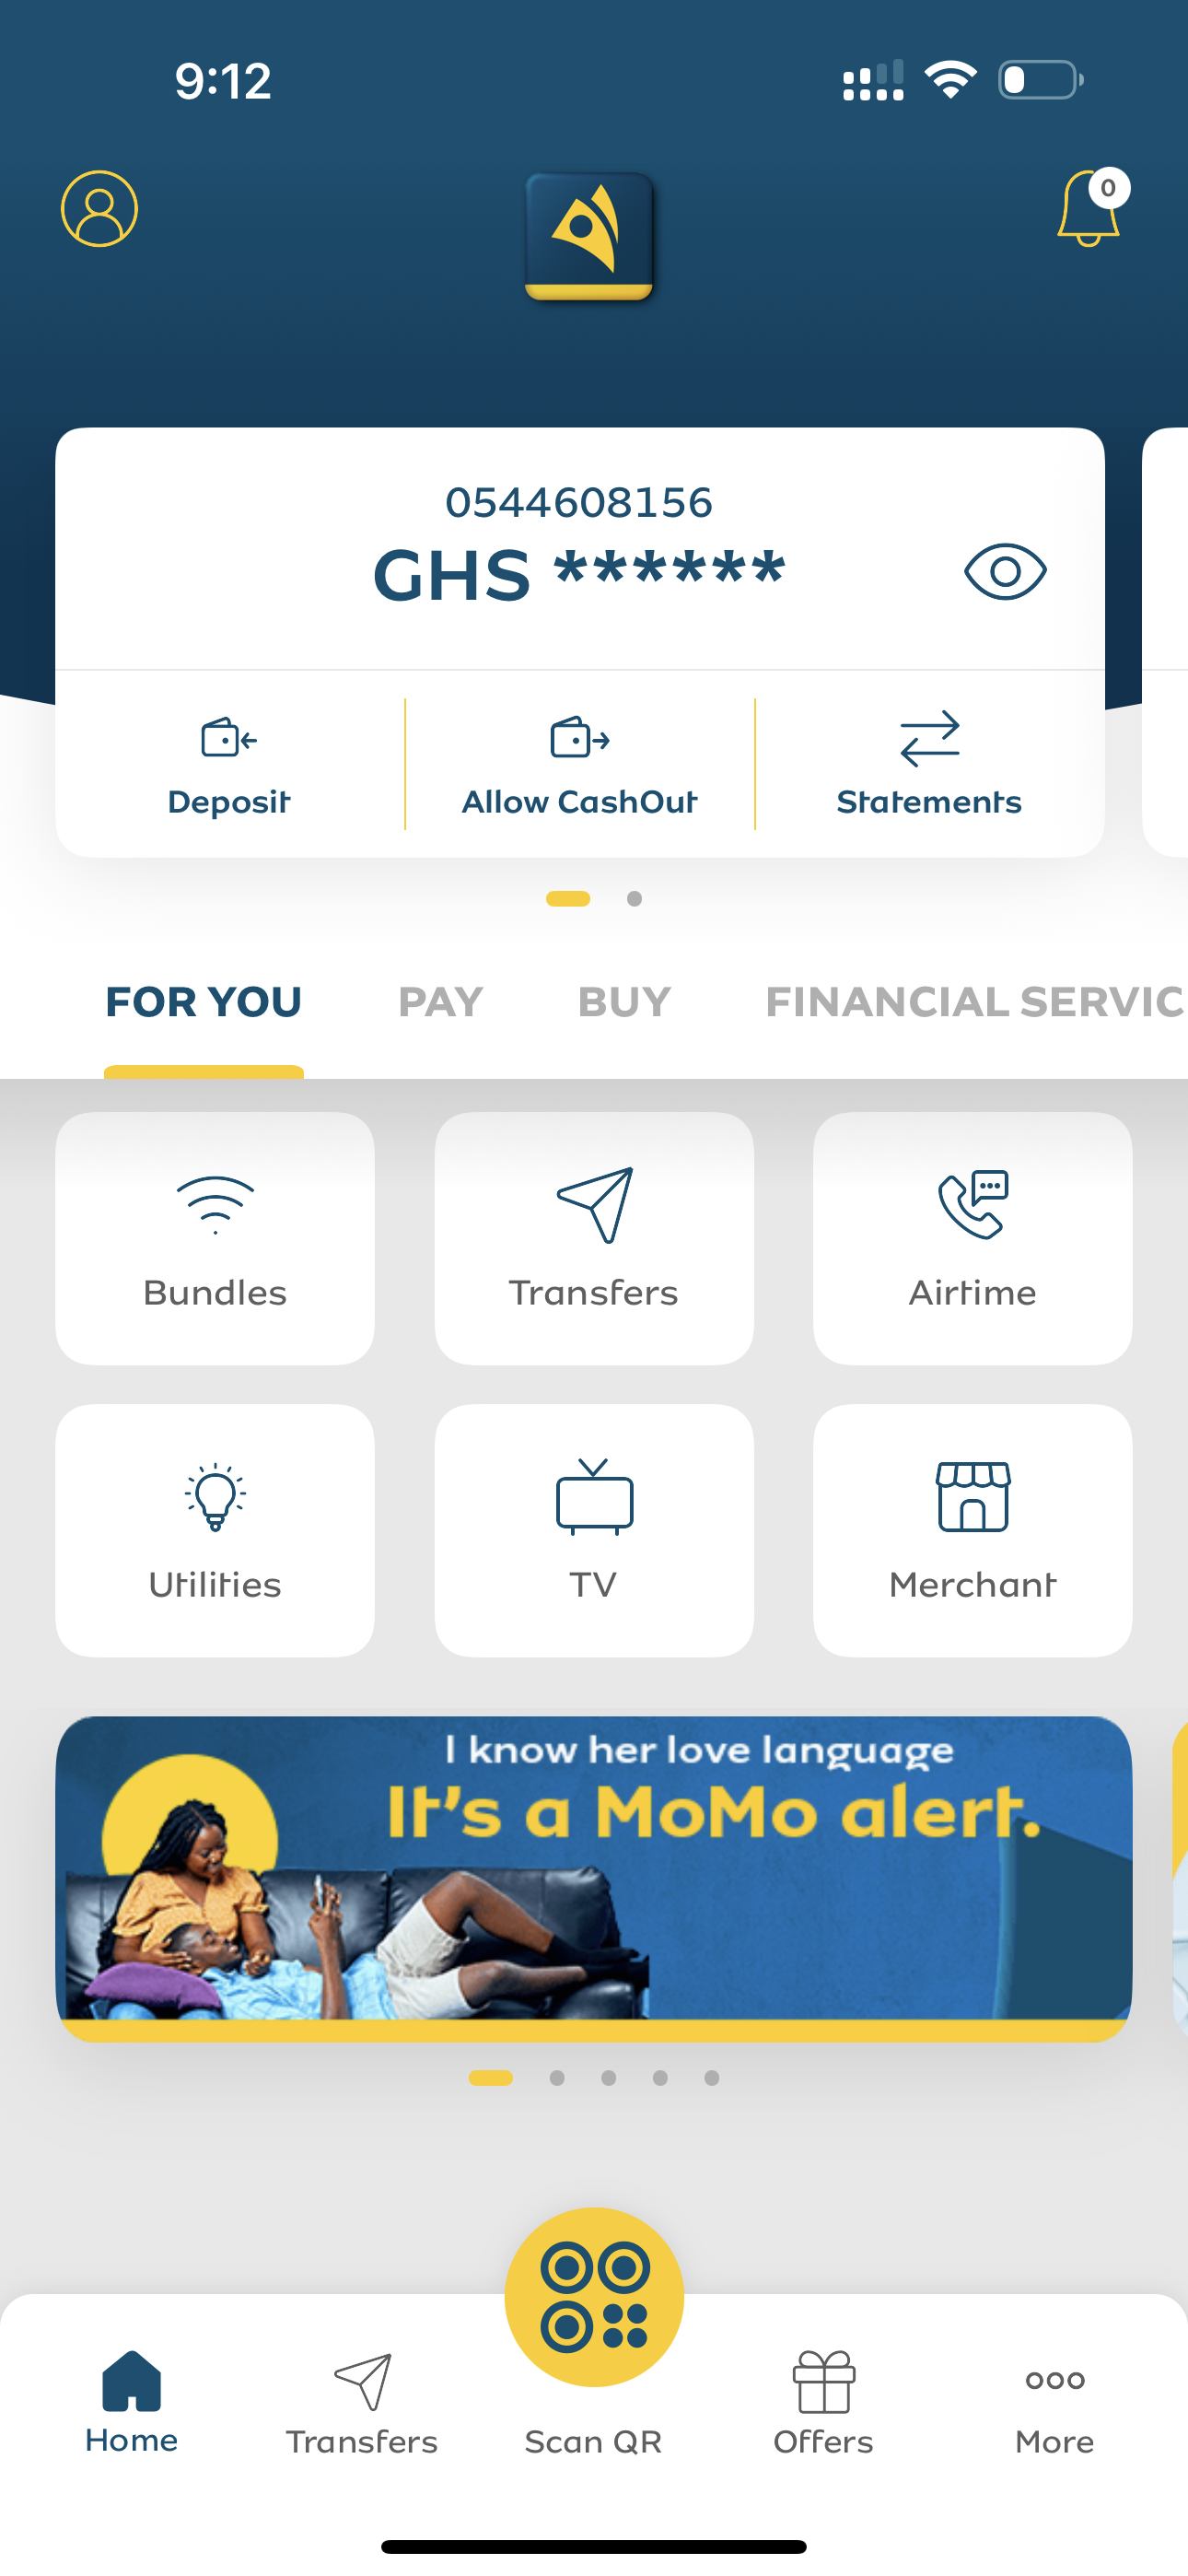 9:12
0
0544608156
GHS ******
Deposit
Allow CashOut
Statements
FOR YOU
PAY
BUY
FINANCIAL SERVIC
Bundles
Transfers
Airtime
Utilities
TV
Merchant
I know her love language
It's a MoMo alert.
Home
Transfers
Scan QR
Offers
More